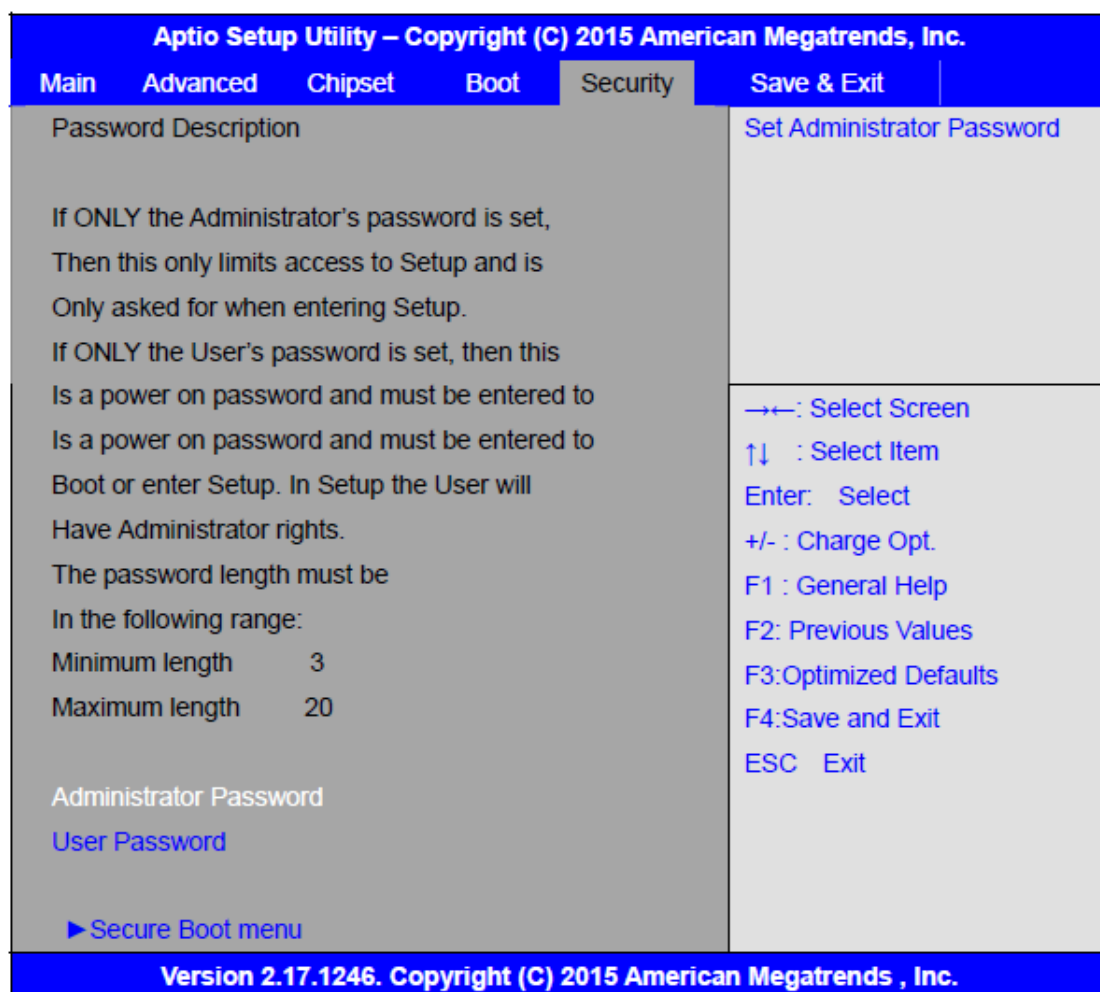 Aptio Setup Utility – Copyright (C) 2015 American Megatrends, Inc.
Main Advanced Chipset Boot Security Save & Exit
Password Description
If ONLY the Administrator’s password is set,
Then this only limits access to Setup and is
Only asked for when entering Setup.
If ONLY the User’s password is set, then this
Is a power on password and must be entered to
Is a power on password and must be entered to
Boot or enter Setup. In Setup the User will
Have Administrator rights.
The password length must be
In the following range:
Minimum length 3
Maximum length 20
Administrator Password
User Password
►Secure Boot menu
Set Administrator Password
→←: Select Screen
↑↓ : Select Item
Enter: Select
+/- : Charge Opt.
F1 : General Help
F2: Previous Values
F3:Optimized Defaults
F4:Save and Exit
ESC Exit
Version 2.17.1246. Copyright (C) 2015 American Megatrends , Inc.